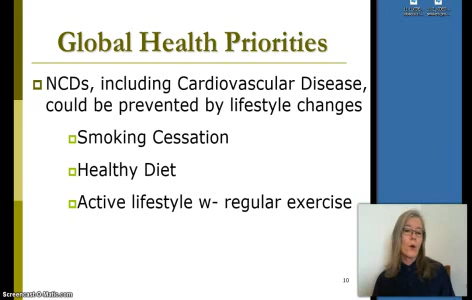 Global Health Priorities
NCDs, including Cardiovascular Disease,
could be prevented by lifestyle changes
Smoking Cessation
Healthy Diet
Active lifestyle w- regular exercise
10
Screencast-O-Matic.com